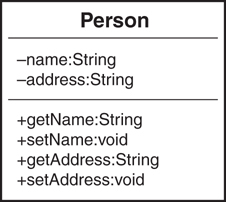 Person
–name:String
–address:String
+getName:String
+setName:void
+getAddress:String
+setAddress:void